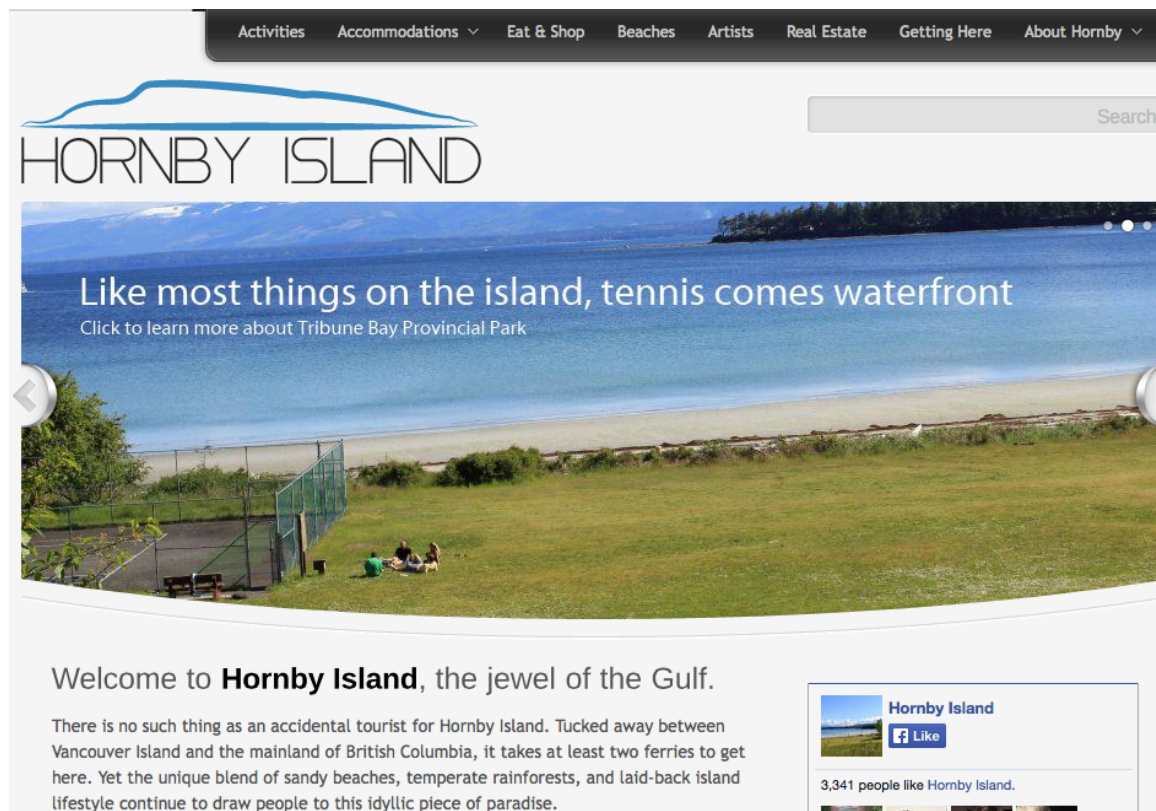 Activities Accommodations Eat & Shop Beaches Artists Real Estate Getting Here About Hornby
HORNBY ISLAND
Search
Like most things on the island, tennis comes waterfront
Click to learn more about Tribune Bay Provincial Park
Welcome to Hornby Island, the jewel of the Gulf.
There is no such thing as an accidental tourist for Hornby Island. Tucked away between
Vancouver Island and the mainland of British Columbia, it takes at least two ferries to get
here. Yet the unique blend of sandy beaches, temperate rainforests, and laid-back island
lifestyle continue to draw people to this idyllic piece of paradise.
Hornby Island
f Like
3,341 people like Hornby Island.